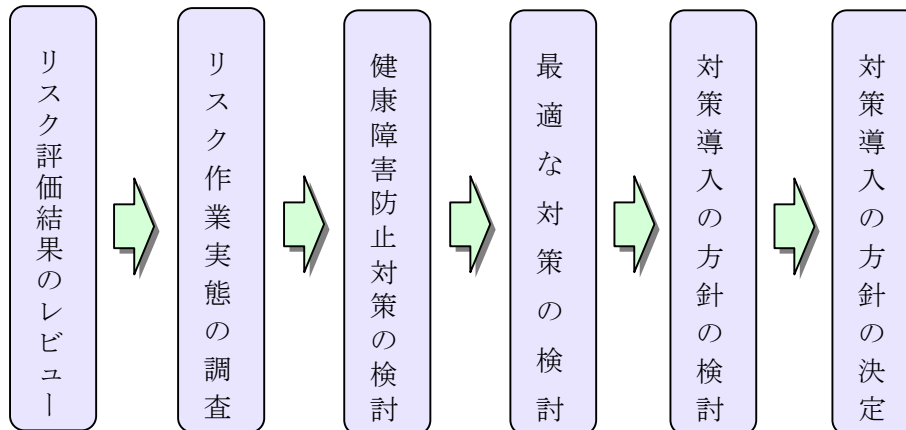 リスク評価結果のレビュー
リスク作業実態の調査
健康障害防止対策の検討
最適な対策の検討
対策導入の方針の検討
対策導入の方針の決定